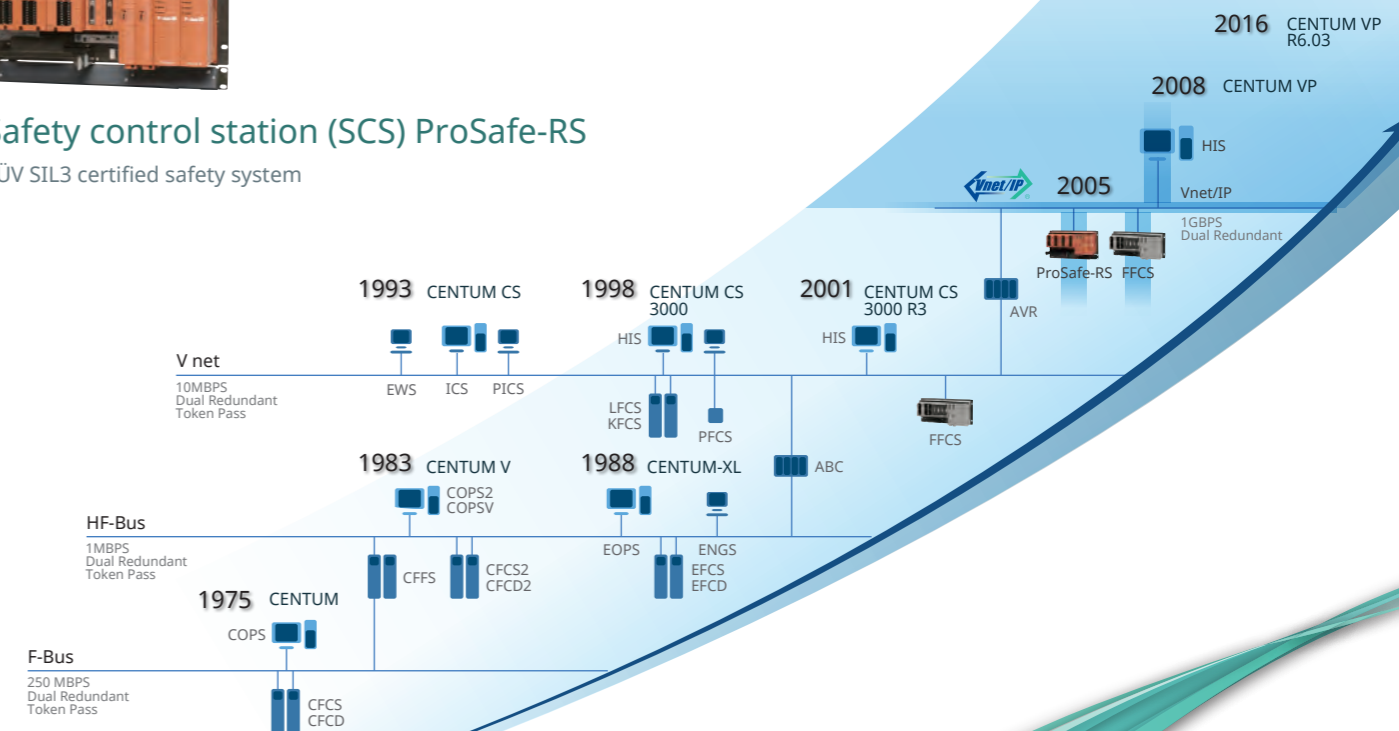 2016 CENTUM VP
R6.03
2008 CENTUM VP
afety control station (SCS) ProSafe-RS
ÜV SIL3 certified safety system
HIS
Vnet/IP
2005
Vnet/IP
1GBPS
Dual Redundant
ProSafe-RS
FFCS
1993 CENTUM CS
1998 CENTUM CS
3000
2001 CENTUM CS
3000 R3
AVR
HIS
HIS
V net
10MBPS
Dual Redundant
Token Pass
EWS
ICS
PICS
LFCS
KFCS
PFCS
FFCS
1983 CENTUM V
1988 CENTUM-XL
ABC
COPS2
COPSV
HF-Bus
1MBPS
Dual Redundant
Token Pass
EOPS
ENGS
CFFS
CFCS2
CFCD2
EFCS
EFCD
1975 CENTUM
COPS
F-Bus
250 MBPS
Dual Redundant
Token Pass
CFCS
CFCD